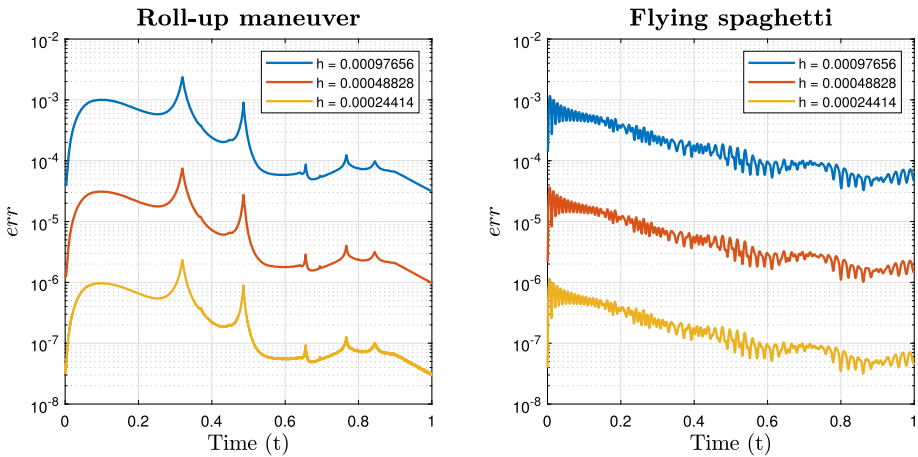 Roll-up maneuver
10^-2
10^-3
10^-4
10^-5
10^-6
10^-7
10^-8
err
h = 0.00097656
h = 0.00048828
h = 0.00024414
0 0.2 0.4 0.6 0.8 1
Time (t)
Flying spaghetti
10^-2
10^-3
10^-4
10^-5
10^-6
10^-7
10^-8
err
h = 0.00097656
h = 0.00048828
h = 0.00024414
0 0.2 0.4 0.6 0.8 1
Time (t)